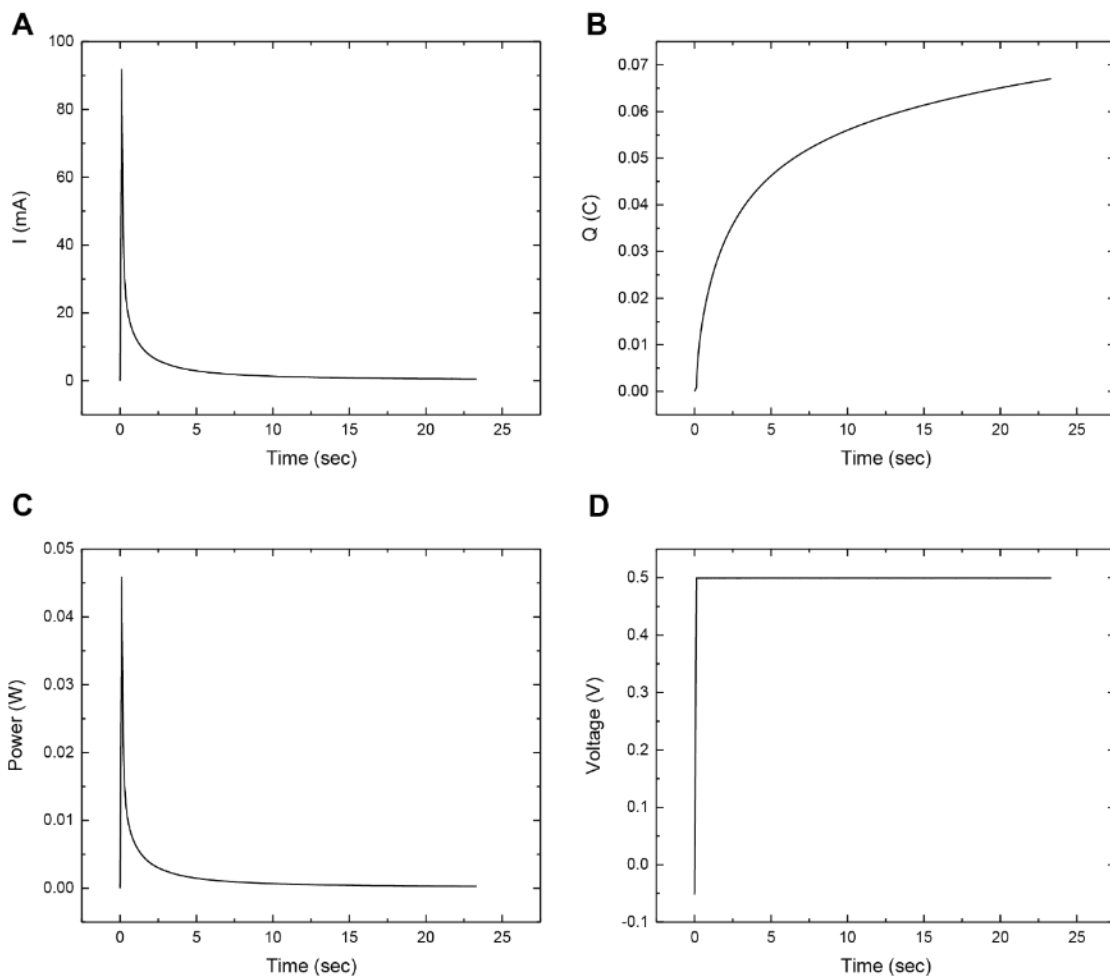 A
I (mA)
100
80
60
40
20
0
0 5 10 15 20 25
Time (sec)
B
Q (C)
0.07
0.06
0.05
0.04
0.03
0.02
0.01
0.00
0 5 10 15 20 25
Time (sec)
C
Power (W)
0.05
0.04
0.03
0.02
0.01
0.00
0 5 10 15 20 25
Time (sec)
D
Voltage (V)
0.5
0.4
0.3
0.2
0.1
0.0
-0.1
0 5 10 15 20 25
Time (sec)